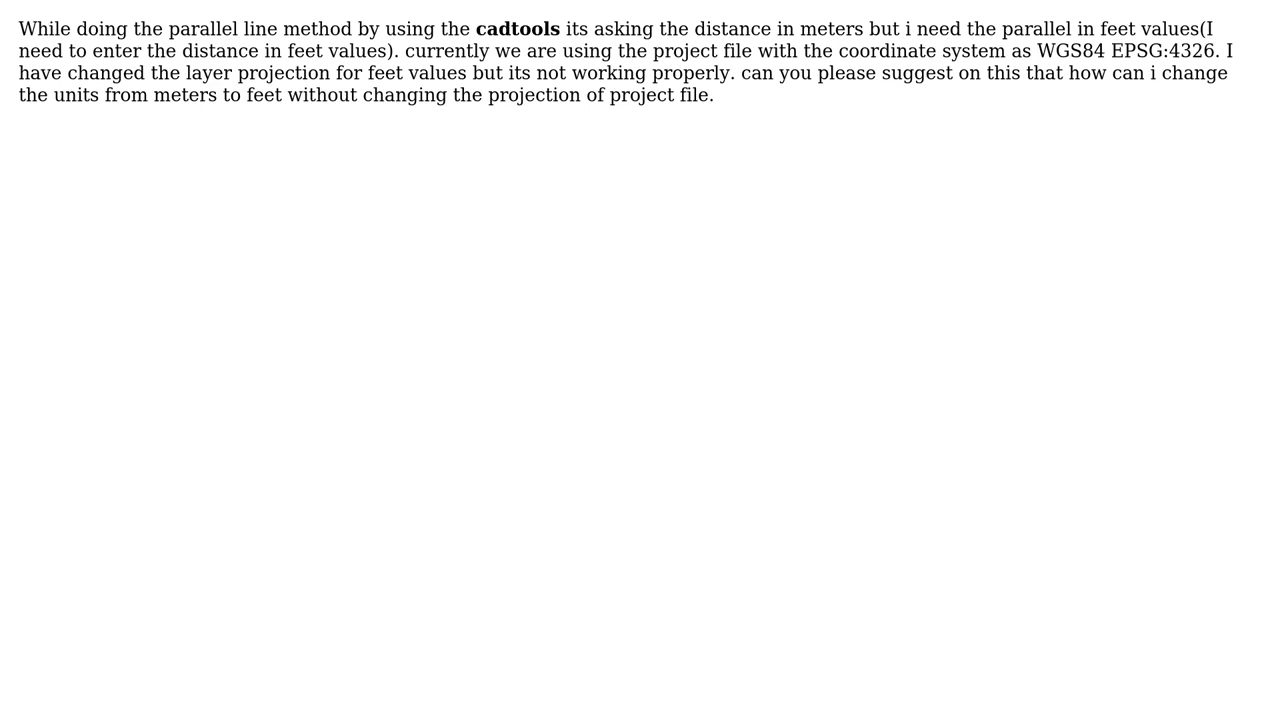 While doing the parallel line method by using the cadtools its asking the distance in meters but i need the parallel in feet values(I
need to enter the distance in feet values). currently we are using the project file with the coordinate system as WGS84 EPSG:4326. I
have changed the layer projection for feet values but its not working properly. can you please suggest on this that how can i change
the units from meters to feet without changing the projection of project file.